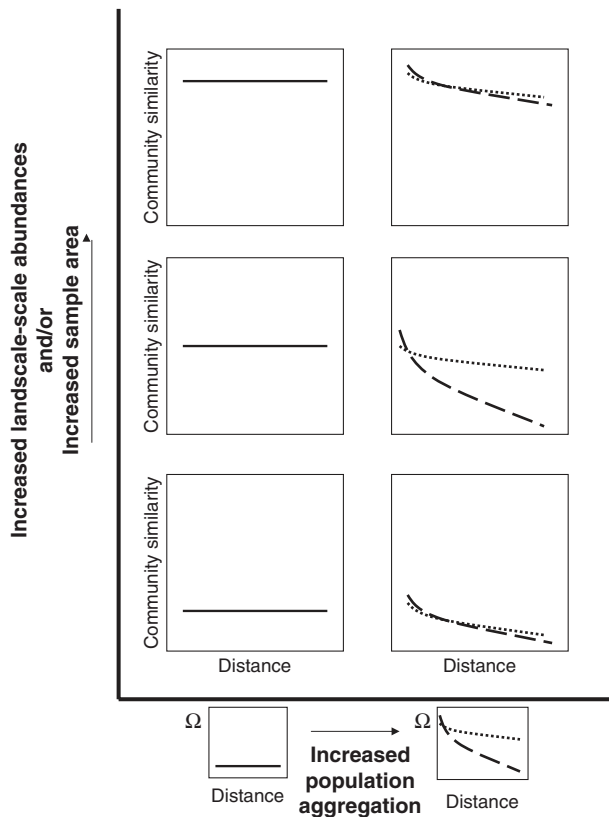 Increased landscale-scale abundances
and/or
Increased sample area
Community similarity
Community similarity
Community similarity
Distance
Distance
Ω
Distance
Increased
population
aggregation
Ω
Distance